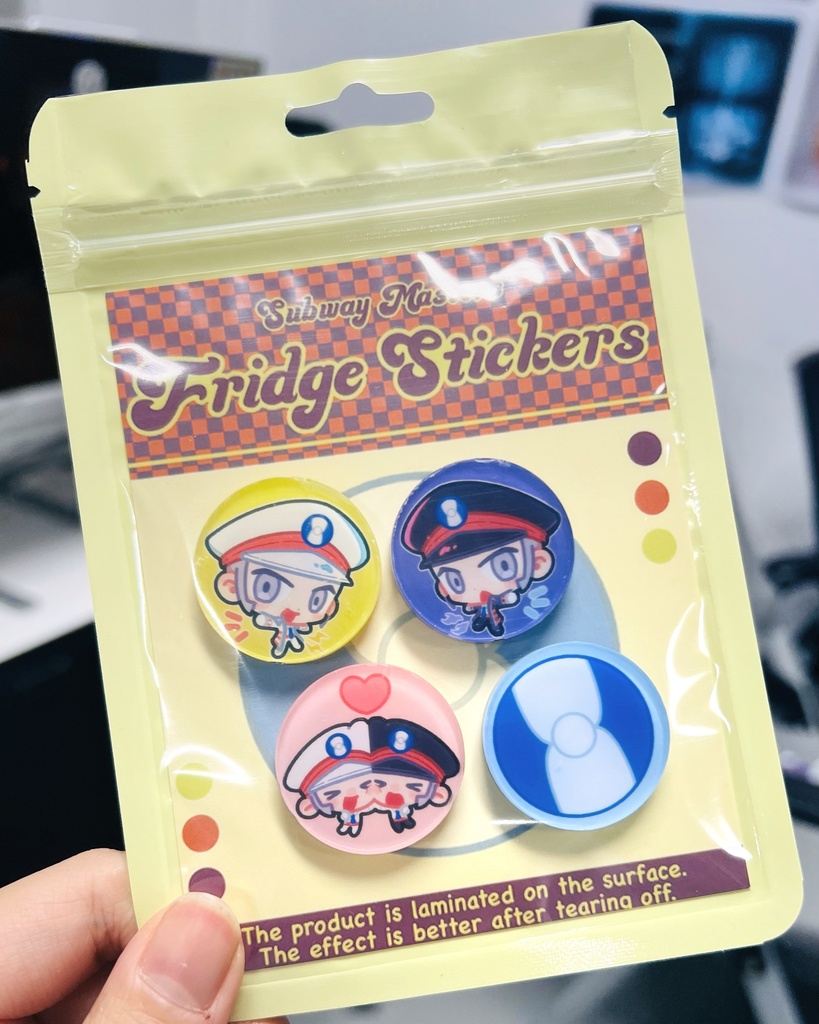 Subway
Fridge Stickers
The product is laminated on the surface.
The effect is better after tearing off.